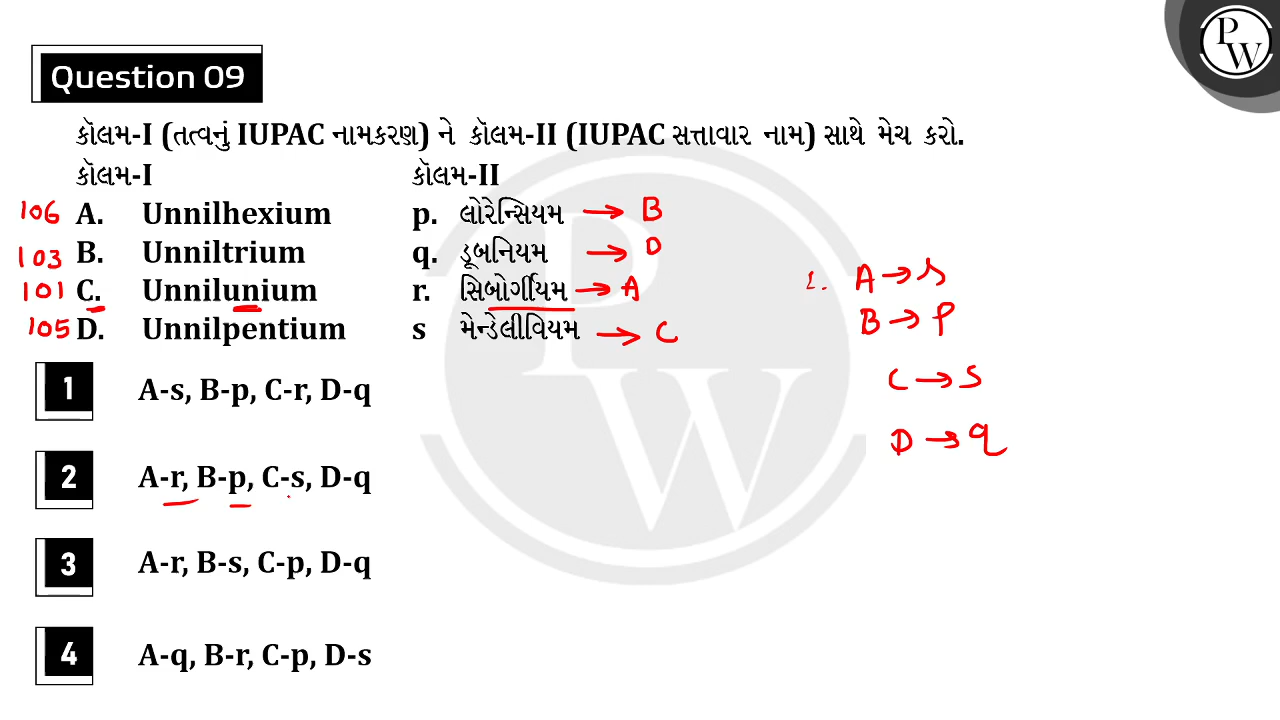 PW
Question 09
કૉલમ-I (તત્વનું IUPAC નામકરણ) ને કૉલમ-II (IUPAC સત્તાવાર નામ) સાથે મેચ કરો.
કૉલમ-I કૉલમ-II
106 A. Unnilhexium p. લોરેન્સિયમ → B
103 B. Unniltrium q. ડૂબનિયમ → D
101 C. Unnilunium r. સિબોર્ગીયમ → A
105 D. Unnilpentium s મેન્ડેલીવિયમ → C
A → s
B → P
C → S
D → q
1 A-s, B-p, C-r, D-q
2 A-r, B-p, C-s, D-q
3 A-r, B-s, C-p, D-q
4 A-q, B-r, C-p, D-s